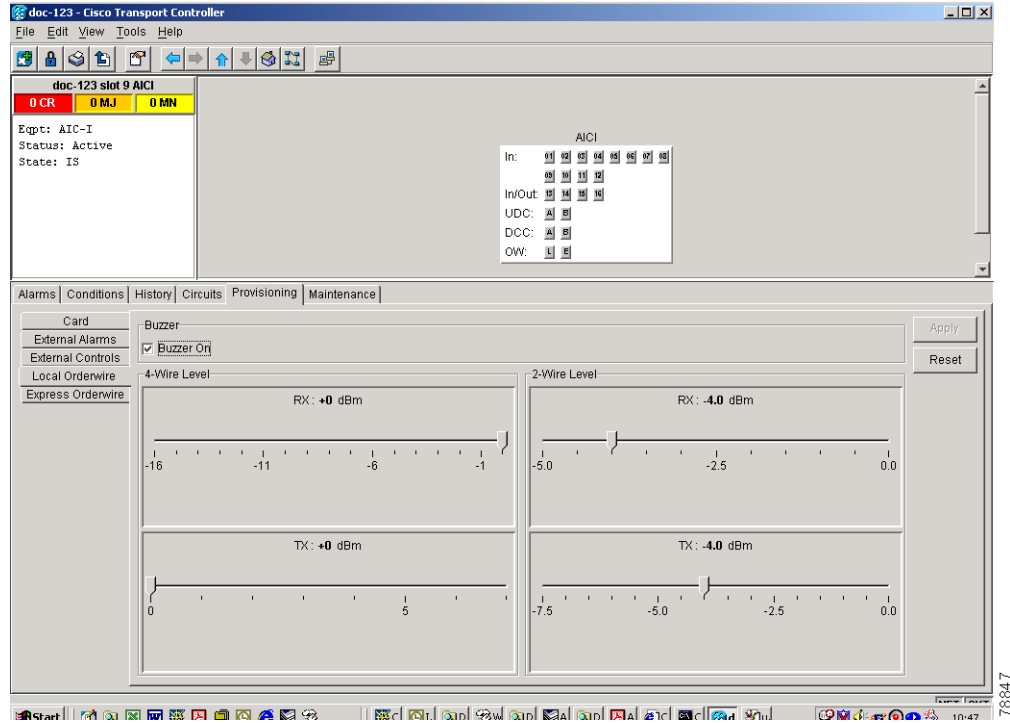 doc-123 - Cisco Transport Controller
File Edit View Tools Help
doc-123 slot 9 AICI
0 CR 0 MJ 0 MN
Eqpt: AIC-I
Status: Active
State: IS
AICI
In: 01 02 03 04 05 06 07 08
09 10 11 12
In/Out: 13 14 15 16
UDC: A B
DCC: A B
OW: L E
Alarms Conditions History Circuits Provisioning Maintenance
Card
External Alarms
External Controls
Local Orderwire
Express Orderwire
Buzzer
Buzzer On
Apply
Reset
4-Wire Level
RX: +0 dBm
-16 -11 -6 -1
TX: +0 dBm
0 5
2-Wire Level
RX: -4.0 dBm
-5.0 -2.5 0.0
TX: -4.0 dBm
-7.5 -5.0 -2.5 0.0
Start
10:47
78847